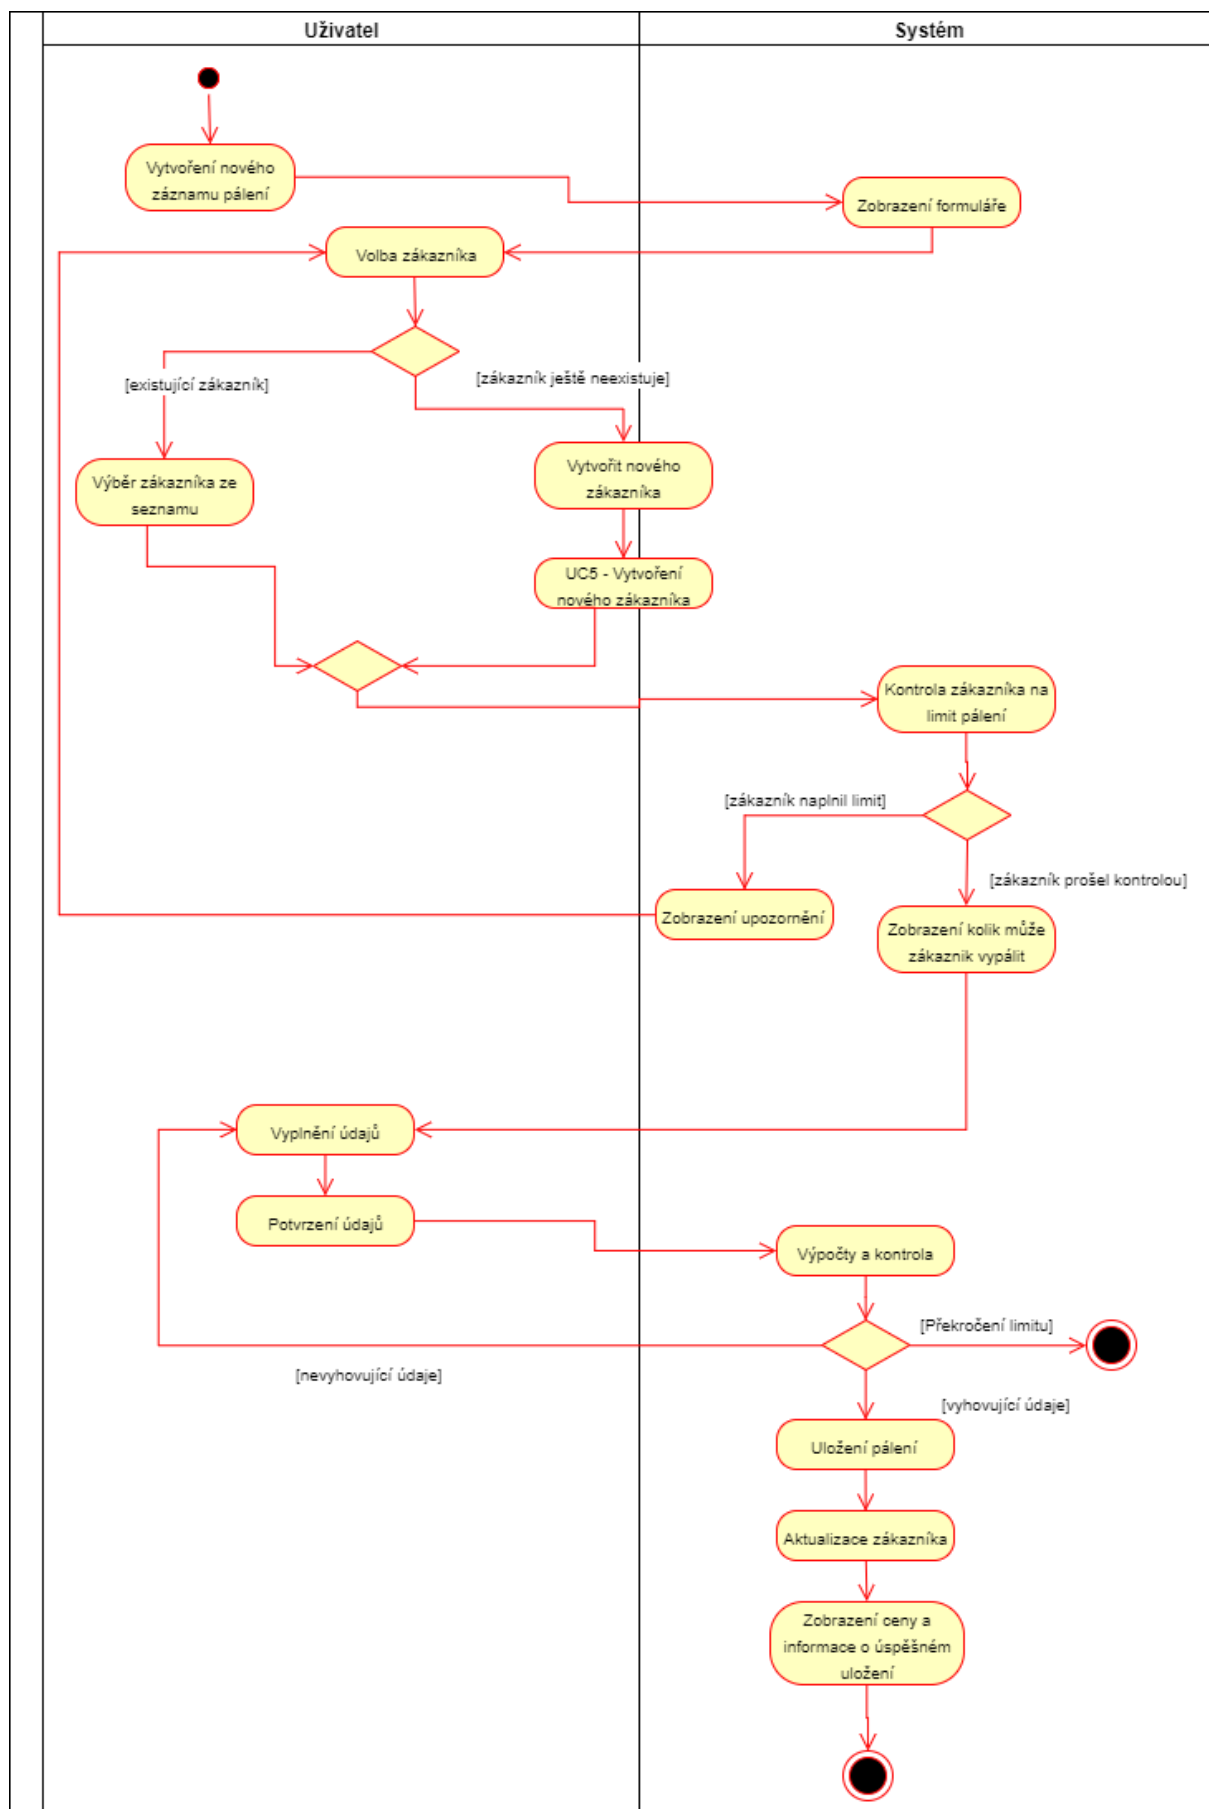 Uživatel
Systém
Vytvoření nového
záznamu pálení
Zobrazení formuláře
Volba zákazníka
[existující zákazník]
[zákazník ještě neexistuje]
Výběr zákazníka ze
seznamu
Vytvořit nového
zákazníka
UC5 - Vytvoření
nového zákazníka
Kontrola zákazníka na
limit pálení
[zákazník naplnil limit]
[zákazník prošel kontrolou]
Zobrazení upozornění
Zobrazení kolik může
zákaznik vypálit
Vyplnění údajů
Potvrzení údajů
Výpočty a kontrola
[Překročení limitu]
[nevyhovující údaje]
[vyhovující údaje]
Uložení pálení
Aktualizace zákazníka
Zobrazení ceny a
informace o úspěšném
uložení